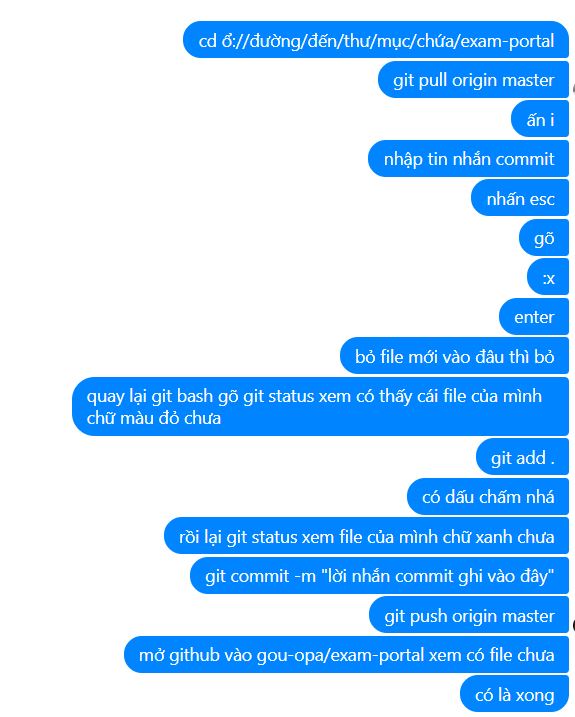 cd ổ://đường/đến/thư/mục/chứa/exam-portal
git pull origin master
ấn i
nhập tin nhắn commit
nhấn esc
gõ
:x
enter
bỏ file mới vào đâu thì bỏ
quay lại git bash gõ git status xem có thấy cái file của mình
chữ màu đỏ chưa
git add .
có dấu chấm nhá
rồi lại git status xem file của mình chữ xanh chưa
git commit -m "lời nhắn commit ghi vào đây"
git push origin master
mở github vào gou-opa/exam-portal xem có file chưa
có là xong